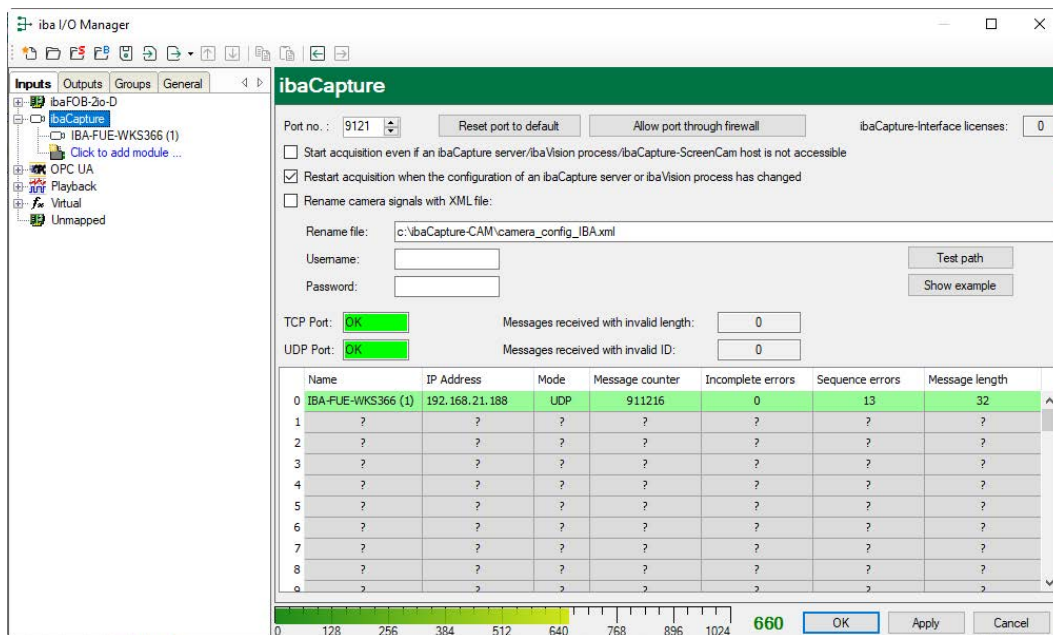 iba I/O Manager
Inputs Outputs Groups General
ibaFOB-2io-D
ibaCapture
IBA-FUE-WKS366 (1)
Click to add module ...
OPC UA
Playback
Virtual
Unmapped
ibaCapture
Port no. : 9121 Reset port to default Allow port through firewall ibaCapture-Interface licenses: 0
Start acquisition even if an ibaCapture server/ibaVision process/ibaCapture-ScreenCam host is not accessible
Restart acquisition when the configuration of an ibaCapture server or ibaVision process has changed
Rename camera signals with XML file:
Rename file: c:\ibaCapture-CAM\camera_config_IBA.xml
Username: Test path
Password: Show example
TCP Port: OK Messages received with invalid length: 0
UDP Port: OK Messages received with invalid ID: 0
Name IP Address Mode Message counter Incomplete errors Sequence errors Message length
0 IBA-FUE-WKS366 (1) 192.168.21.188 UDP 911216 0 13 32
1 ? ? ? ? ? ? ?
2 ? ? ? ? ? ? ?
3 ? ? ? ? ? ? ?
4 ? ? ? ? ? ? ?
5 ? ? ? ? ? ? ?
6 ? ? ? ? ? ? ?
7 ? ? ? ? ? ? ?
8 ? ? ? ? ? ? ?
9 ? ? ? ? ? ? ?
0 128 256 384 512 640 768 896 1024 660 OK Apply Cancel